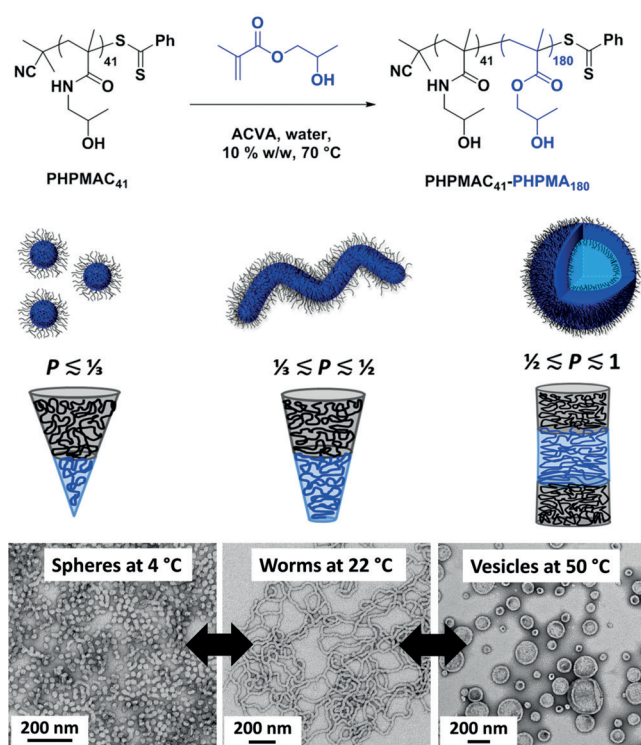 CN
41
S
Ph
S
HN
O
OH
PHPMAC41
O
O
OH
ACVA, water,
10 % w/w, 70 °C
CN
41
180
S
Ph
S
HN
O
O
O
OH
OH
PHPMAC41-PHPMA180
P ≲ ⅓
⅓ ≲ P ≲ ½
½ ≲ P ≲ 1
Spheres at 4 °C
Worms at 22 °C
Vesicles at 50 °C
200 nm
200 nm
200 nm